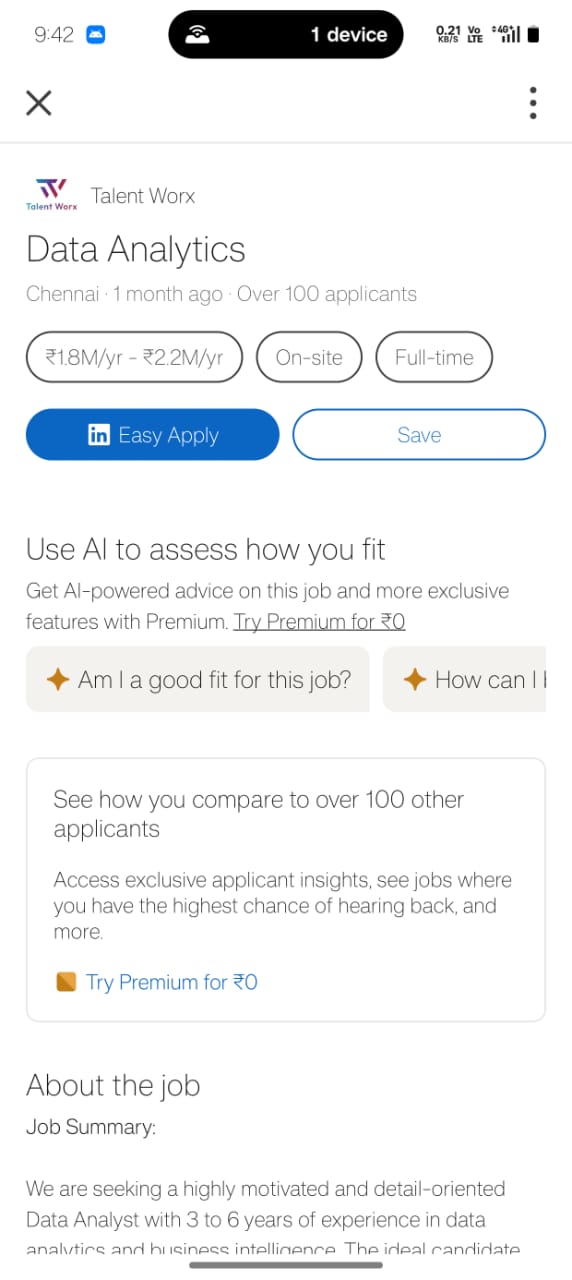 9:42
1 device
0.21 KB/S
Vo LTE
4G+
Talent Worx
Talent Worx
Data Analytics
Chennai · 1 month ago · Over 100 applicants
₹1.8M/yr - ₹2.2M/yr
On-site
Full-time
in Easy Apply
Save
Use AI to assess how you fit
Get AI-powered advice on this job and more exclusive
features with Premium. Try Premium for ₹0
Am I a good fit for this job?
How can I
See how you compare to over 100 other
applicants
Access exclusive applicant insights, see jobs where
you have the highest chance of hearing back, and
more.
Try Premium for ₹0
About the job
Job Summary:
We are seeking a highly motivated and detail-oriented
Data Analyst with 3 to 6 years of experience in data
analytics and business intelligence. The ideal candidate